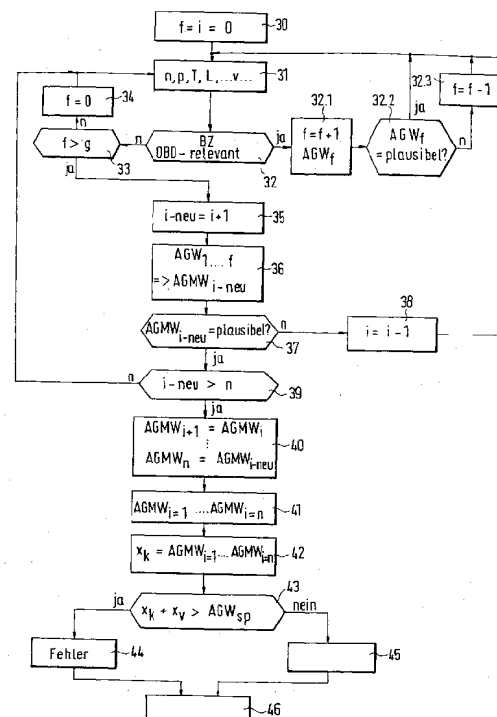 f = i = 0
30
n, p, T, L, ... v ...
31
f = 0
34
n
f > g
33
ja
n
BZ
OBD-relevant
32
ja
32.1
f = f + 1
AGW_f
32.2
AGW_f
= plausibel?
ja
n
32.3
f = f - 1
i-neu = i+1
35
AGW_1,... f
=> AGMW_i-neu
36
AGMW_i-neu = plausibel?
37
n
ja
38
i = i - 1
n
i-neu > n
39
ja
AGMW_i+1 = AGMW_i
⋮
AGMW_n = AGMW_i-neu
40
AGMW_i=1 .... AGMW_i=n
41
x_k = AGMW_i=1 ... AGMW_i=n
42
43
ja
x_k + x_v > AGW_sp
nein
Fehler
44
45
46